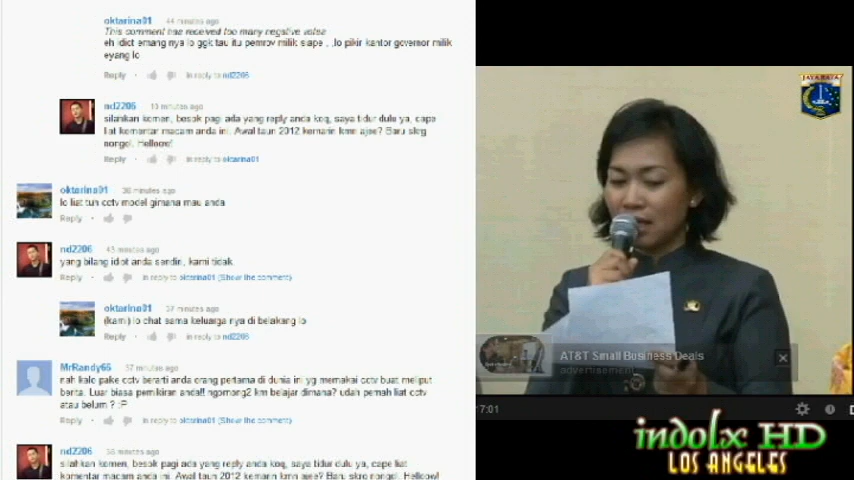 oktarina01 44 minutes ago
This comment has received too many negative votes
eh idiot emang nya lo ggk tau itu pemrov milik siape , ,lo pikir kantor governor milik
eyang lo
Reply · in reply to nd2206
nd2206 13 minutes ago
silahkan komen, besok pagi ada yang reply anda koq, saya tidur dulu ya, cape
liat komentar macam anda ini. Awal taun 2012 kemarin kmn ajee? Baru skrg
nongol. Helloow!
Reply · in reply to oktarina01
oktarina01 36 minutes ago
lo liat tuh cctv model gimana mau anda
Reply ·
nd2206 43 minutes ago
yang bilang idiot anda sendiri, kami tidak.
Reply · in reply to oktarina01 (Show the comment)
oktarina01 37 minutes ago
(kami) lo chat sama keluarga nya di belakang lo
Reply · in reply to nd2206
MrRandy66 37 minutes ago
nah kalo pake cctv berarti anda orang pertama di dunia ini yg memakai cctv buat meliput
berita. Luar biasa pemikiran anda!! ngomong2 km belajar dimana? udah pernah liat cctv
atau belum ? :P
Reply · in reply to oktarina01 (Show the comment)
nd2206 36 minutes ago
silahkan komen, besok pagi ada yang reply anda koq, saya tidur dulu ya, cape liat
komentar macam anda ini. Awal taun 2012 kemarin kmn ajee? Baru skrg nongol. Helloow!
JAYA RAYA
AT&T Small Business Deals
advertisement
7:01
indolx HD
LOS ANGELES